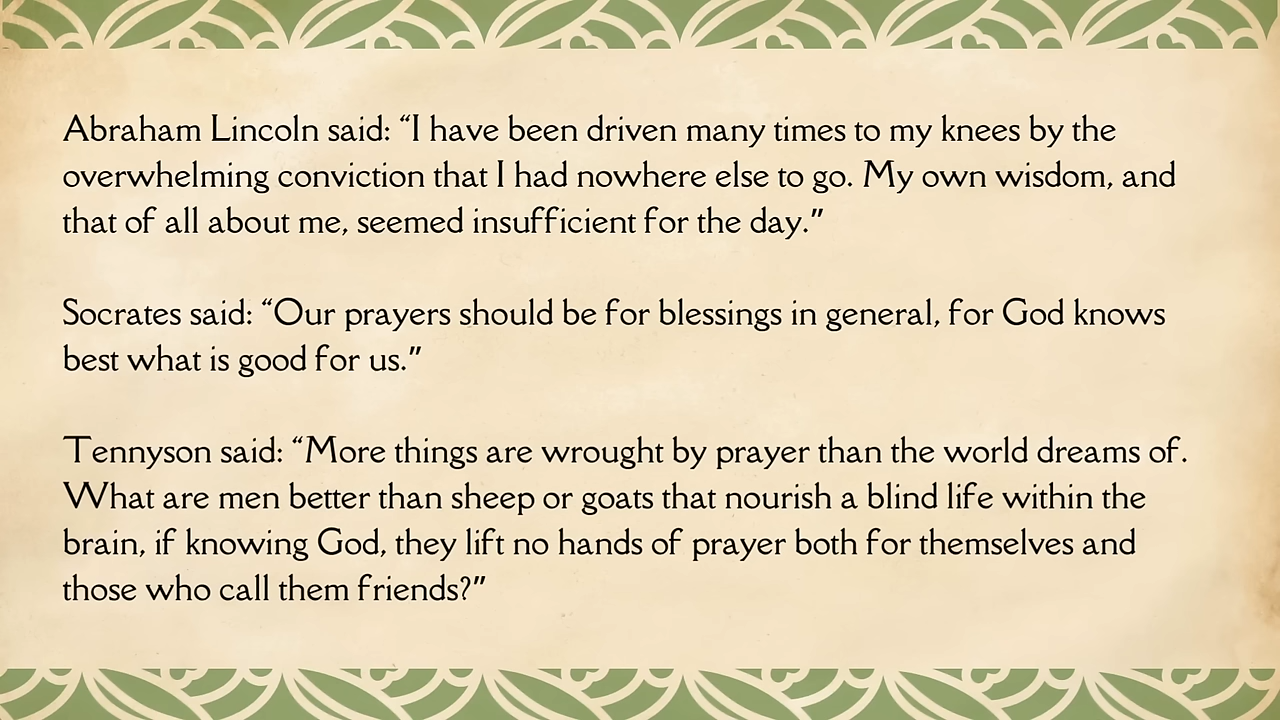 Abraham Lincoln said: “I have been driven many times to my knees by the
overwhelming conviction that I had nowhere else to go. My own wisdom, and
that of all about me, seemed insufficient for the day.”
Socrates said: “Our prayers should be for blessings in general, for God knows
best what is good for us.”
Tennyson said: “More things are wrought by prayer than the world dreams of.
What are men better than sheep or goats that nourish a blind life within the
brain, if knowing God, they lift no hands of prayer both for themselves and
those who call them friends?”